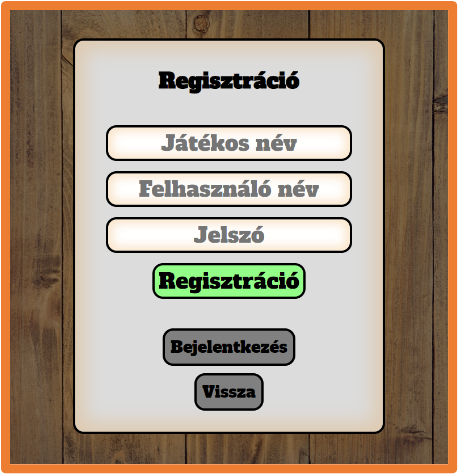 Regisztráció
Játékos név
Felhasználó név
Jelszó
Regisztráció
Bejelentkezés
Vissza